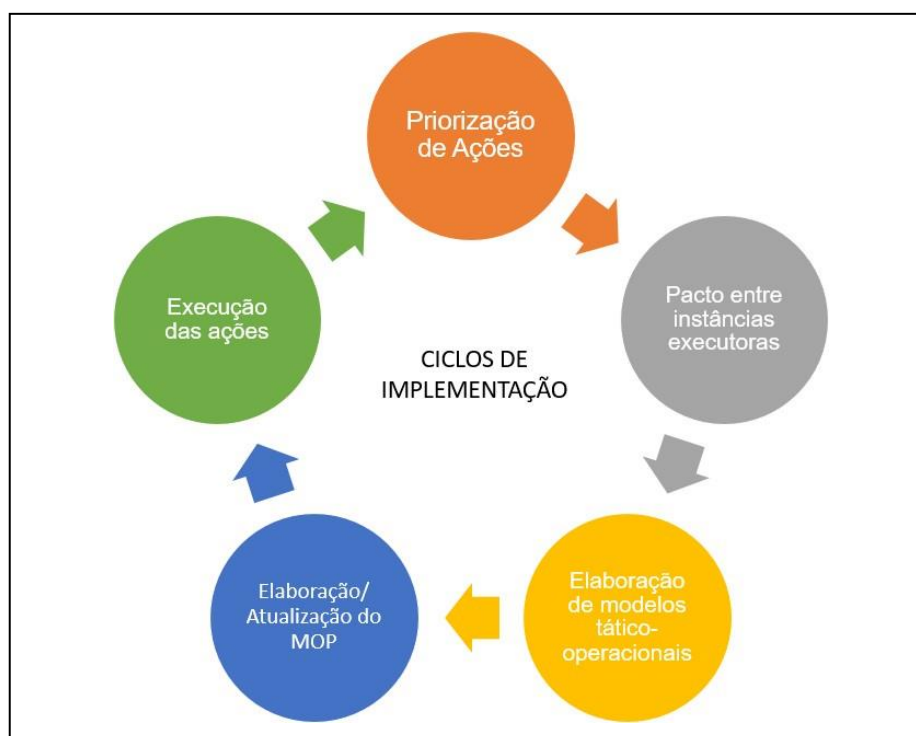 Priorização
de Ações
Pacto entre
instâncias
executoras
Elaboração
de modelos
tático-
operacionais
Elaboração/
Atualização do
MOP
Execução
das ações
CICLOS DE
IMPLEMENTAÇÃO